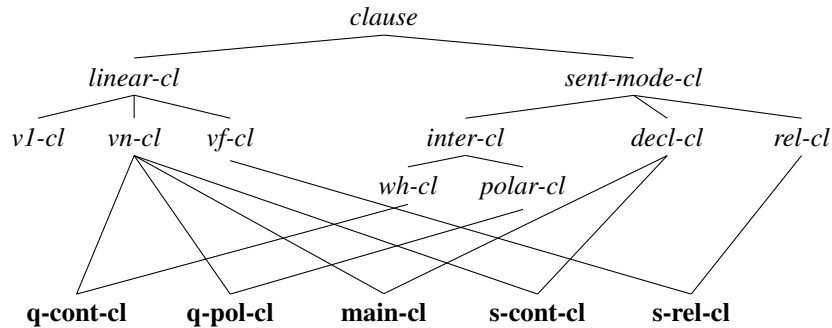 clause
linear-cl sent-mode-cl
v1-cl vn-cl vf-cl inter-cl decl-cl rel-cl
wh-cl polar-cl
q-cont-cl q-pol-cl main-cl s-cont-cl s-rel-cl